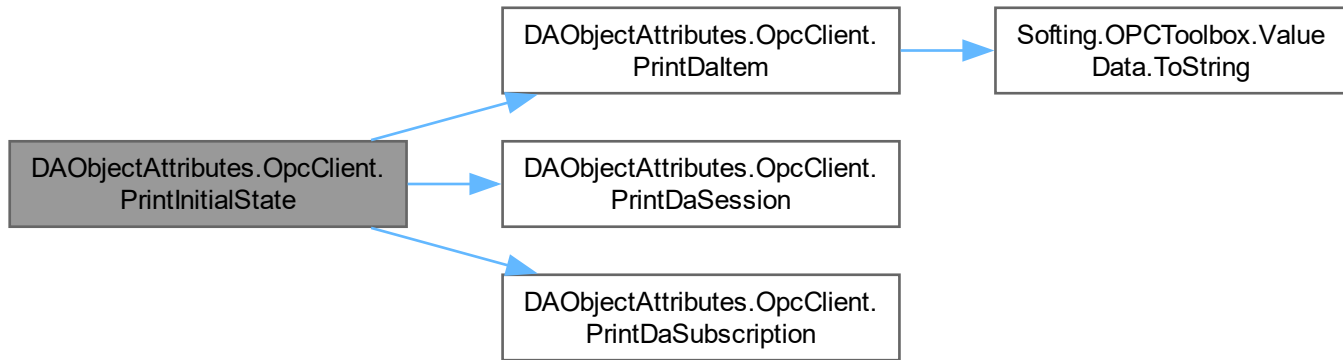 DAObjectAttributes.OpcClient.
PrintInitialState
DAObjectAttributes.OpcClient.
PrintDaItem
Softing.OPCToolbox.Value
Data.ToString
DAObjectAttributes.OpcClient.
PrintDaSession
DAObjectAttributes.OpcClient.
PrintDaSubscription